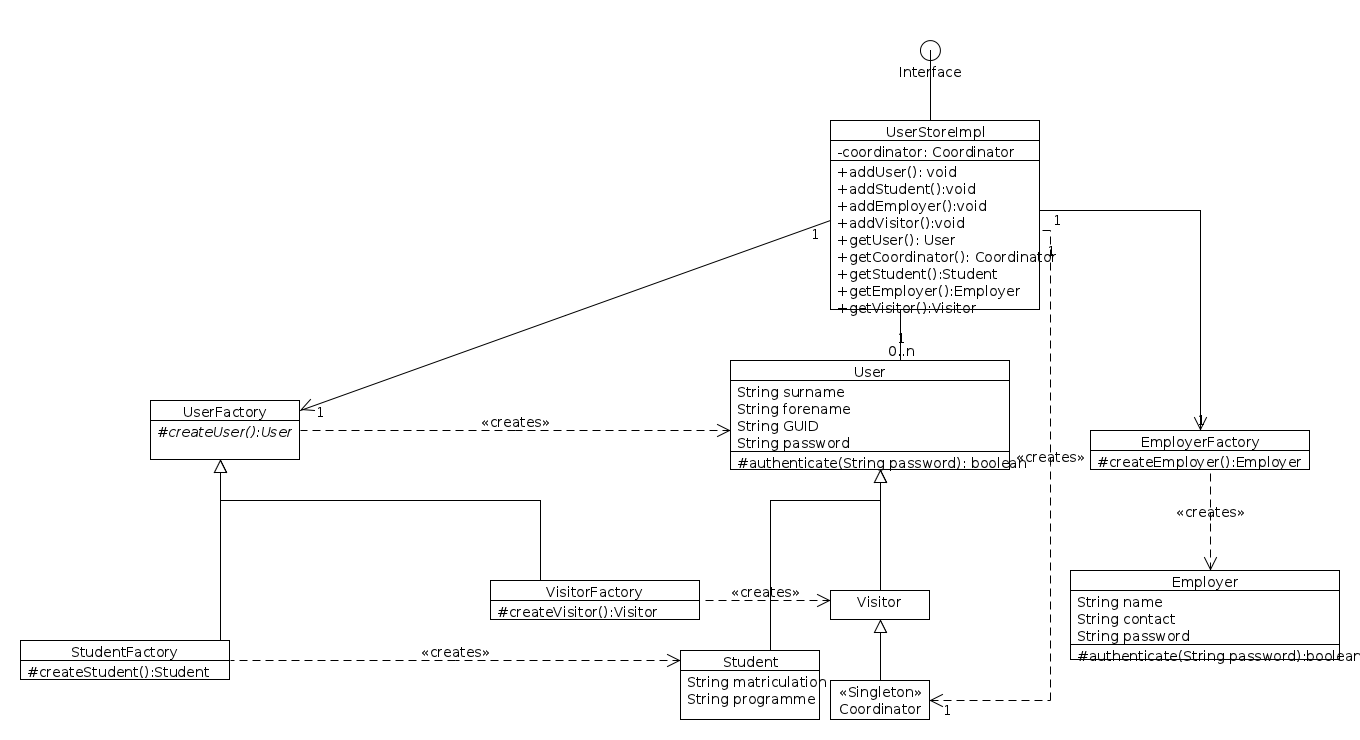 Interface
UserStoreImpl
-coordinator: Coordinator
+addUser(): void
+addStudent():void
+addEmployer():void
+addVisitor():void
+getUser(): User
+getCoordinator(): Coordinator
+getStudent():Student
+getEmployer():Employer
+getVisitor():Visitor
1
1
1
1
0..n
User
String surname
String forename
String GUID
String password
#authenticate(String password): boolean
UserFactory
#createUser():User
1
«creates»
«creates»
1
EmployerFactory
#createEmployer():Employer
«creates»
Employer
String name
String contact
String password
#authenticate(String password):boolean
VisitorFactory
#createVisitor():Visitor
«creates»
Visitor
StudentFactory
#createStudent():Student
«creates»
Student
String matriculation
String programme
«Singleton»
Coordinator
1